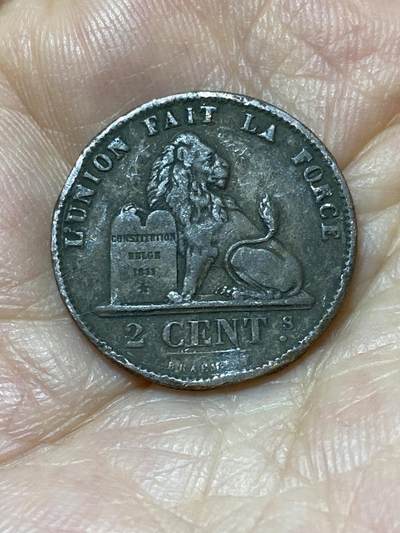 L'UNION FAIT LA FORCE
CONSTITUTION
BELGE
1831
2 CENTS.